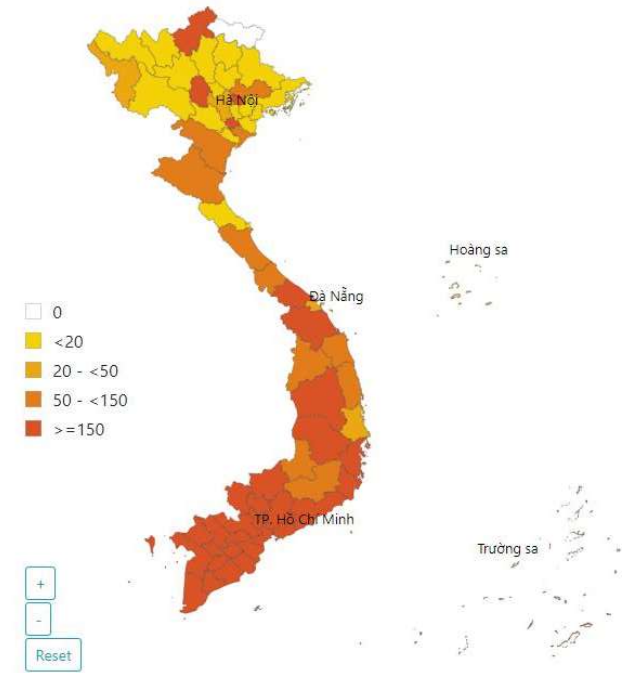 Hà Nội
Hoàng sa
Đà Nẵng
0
<20
20 - <50
50 - <150
>=150
TP. Hồ Chí Minh
Trường sa
+
-
Reset